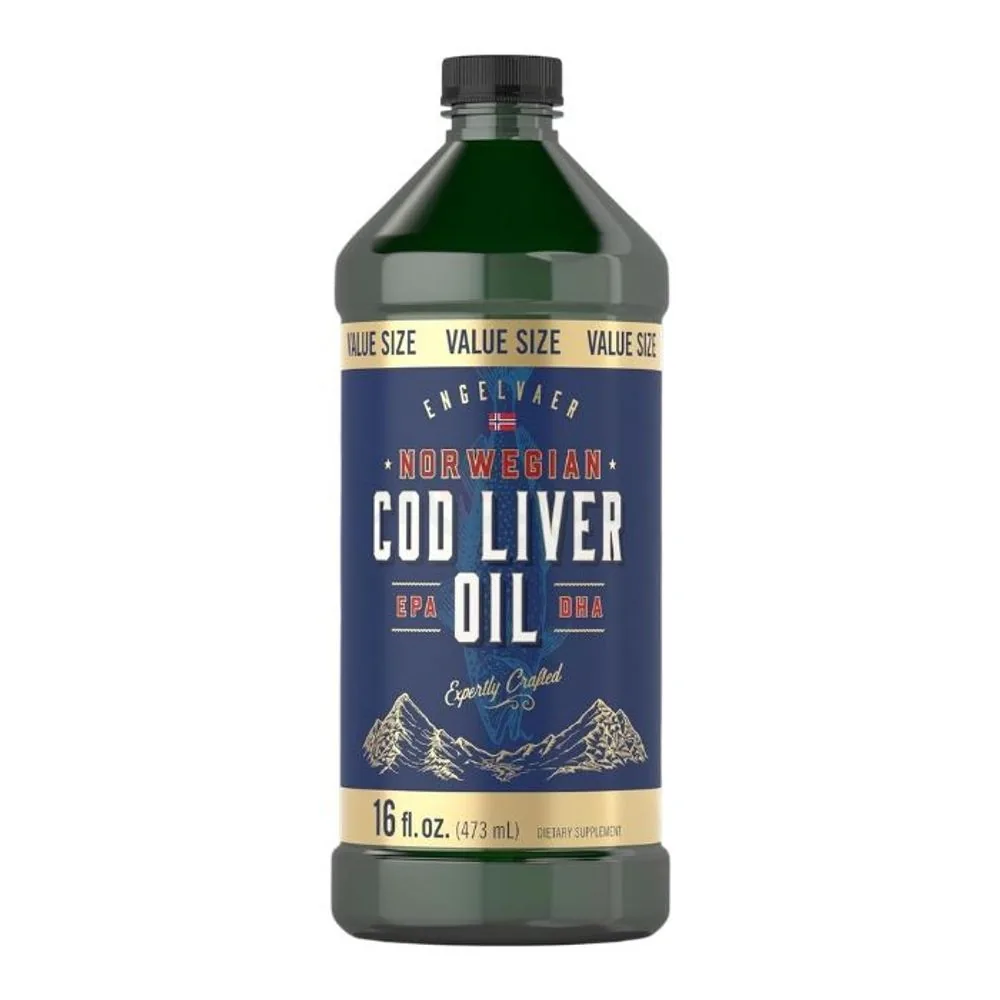 VALUE SIZE VALUE SIZE VALUE SIZE
ENGELVAER
NORWEGIAN
COD LIVER
EPA OIL DHA
Expertly Crafted
16 fl. oz. (473 mL) DIETARY SUPPLEMENT